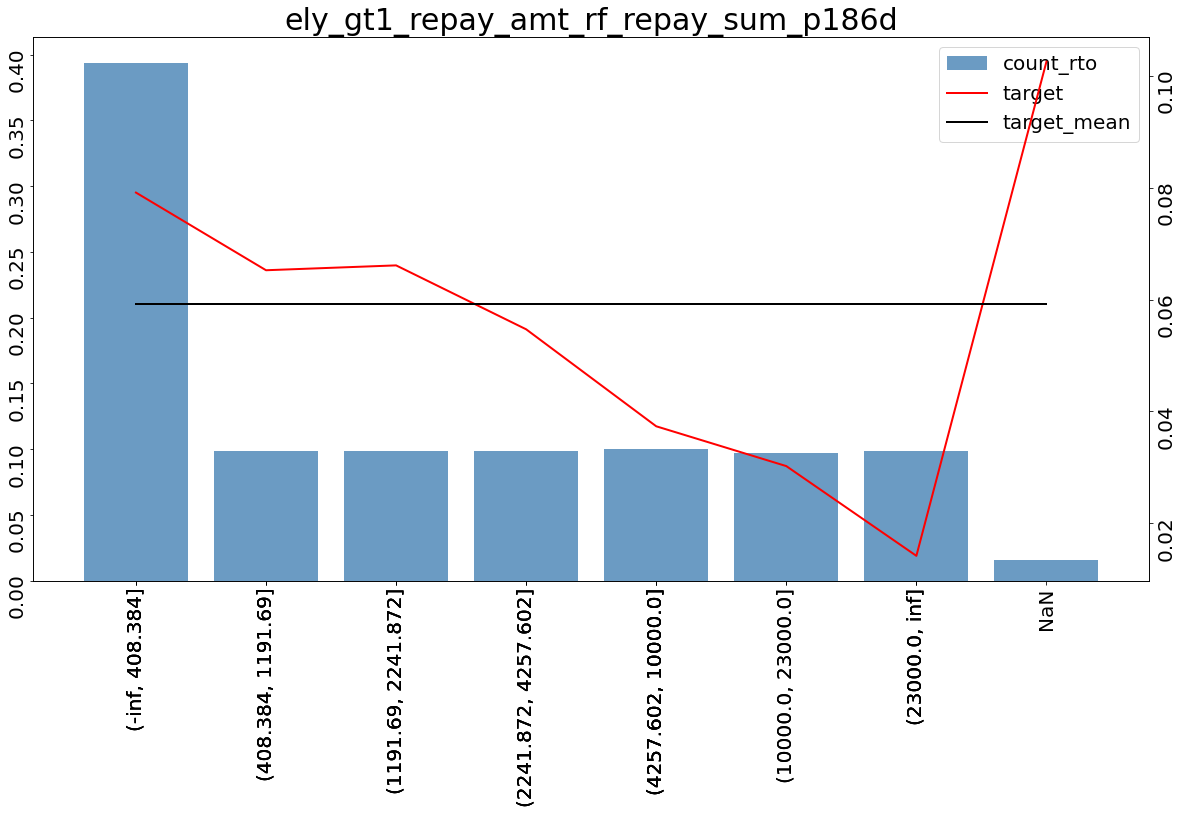 ely_gt1_repay_amt_rf_repay_sum_p186d
count_rto
target
target_mean
0.40
0.35
0.30
0.25
0.20
0.15
0.10
0.05
0.00
0.10
0.08
0.06
0.04
0.02
(-inf, 408.384]
(408.384, 1191.69]
(1191.69, 2241.872]
(2241.872, 4257.602]
(4257.602, 10000.0]
(10000.0, 23000.0]
(23000.0, inf]
NaN